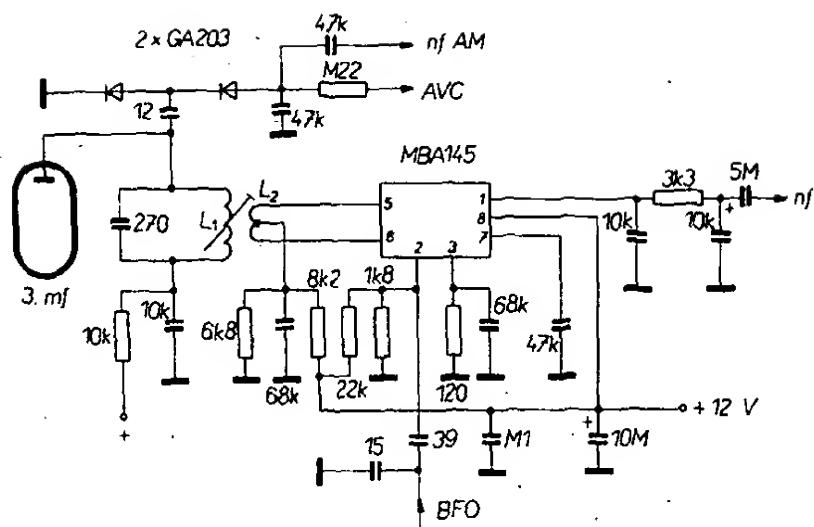 2 x GA203
47k
nf AM
M22
AVC
12
47k
MBA145
L2
5
6
2
3
1
8
7
3k3
5M
+
nf
10k
10k
270
L1
3. mf
10k
10k
+
6k8
68k
8k2
22k
1k8
120
68k
47k
+ 12 V
39
M1
+
10M
15
BFO